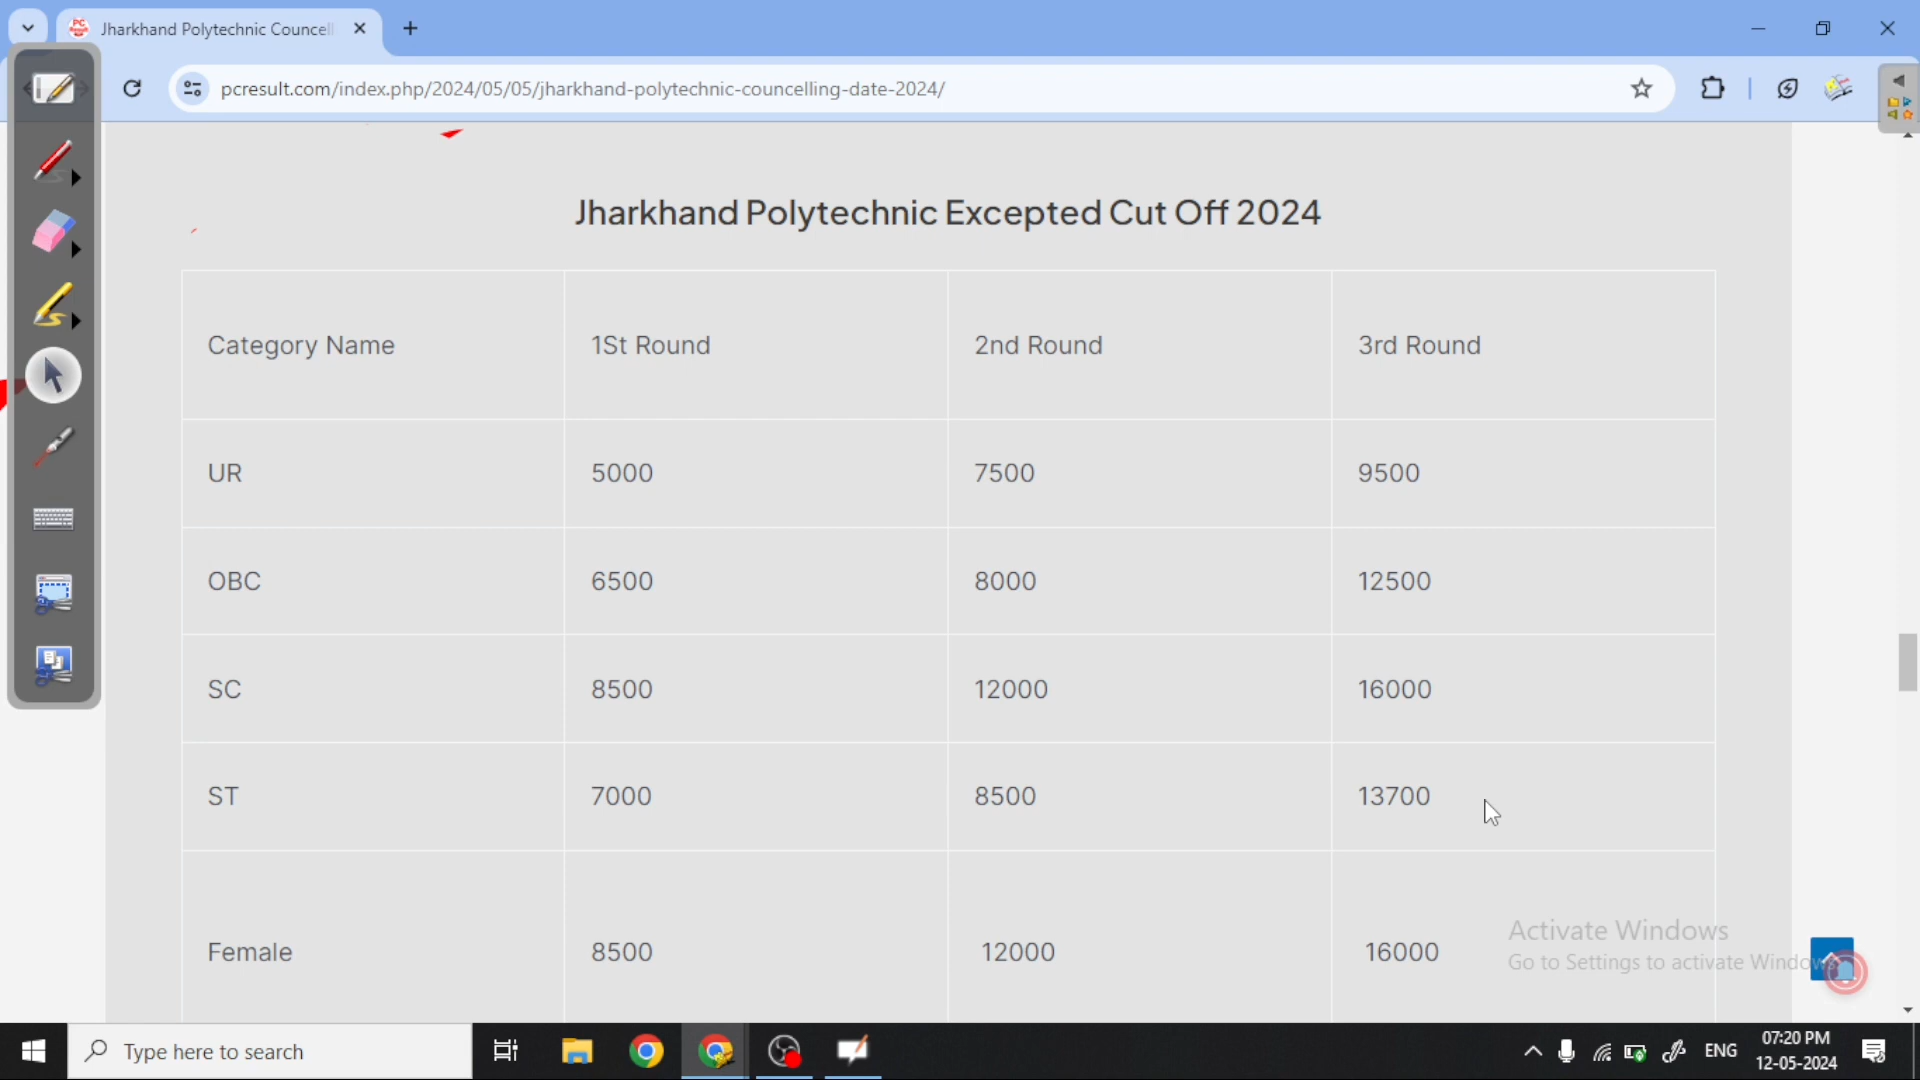 Jharkhand Polytechnic Councel
pcresult.com/index.php/2024/05/05/jharkhand-polytechnic-councelling-date-2024/
Jharkhand Polytechnic Excepted Cut Off 2024
Category Name 1St Round 2nd Round 3rd Round
UR 5000 7500 9500
OBC 6500 8000 12500
SC 8500 12000 16000
ST 7000 8500 13700
Female 8500 12000 16000
Activate Windows
Go to Settings to activate Windows
Type here to search
ENG
07:20 PM
12-05-2024